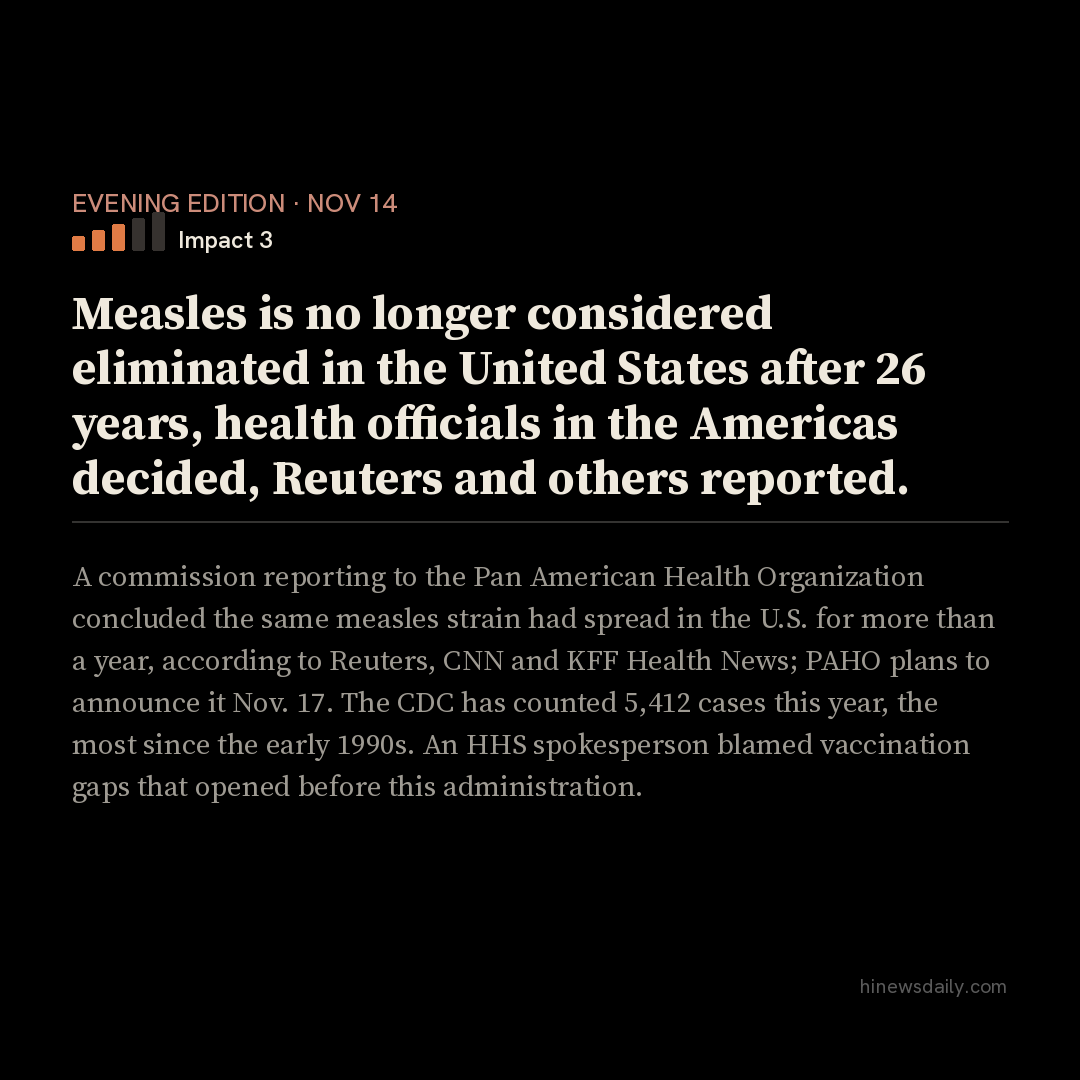 EVENING EDITION · NOV 14
Impact 3
Measles is no longer considered
eliminated in the United States after 26
years, health officials in the Americas
decided, Reuters and others reported.
A commission reporting to the Pan American Health Organization
concluded the same measles strain had spread in the U.S. for more than
a year, according to Reuters, CNN and KFF Health News; PAHO plans to
announce it Nov. 17. The CDC has counted 5,412 cases this year, the
most since the early 1990s. An HHS spokesperson blamed vaccination
gaps that opened before this administration.
hinewsdaily.com